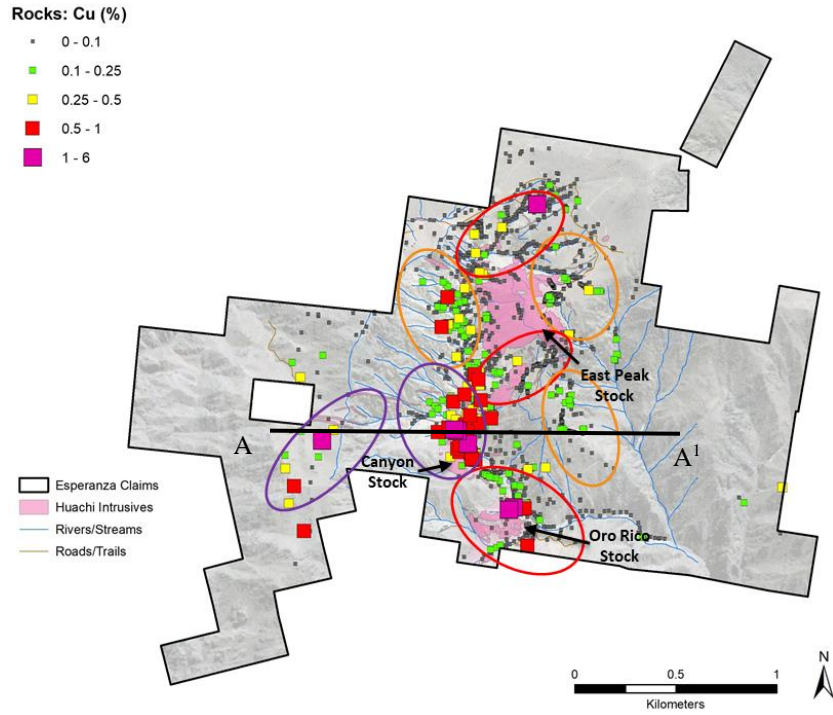 Rocks: Cu (%)
0 - 0.1
0.1 - 0.25
0.25 - 0.5
0.5 - 1
1 - 6
East Peak
Stock
A
A1
Canyon
Stock
Esperanza Claims
Huachi Intrusives
Rivers/Streams
Roads/Trails
Oro Rico
Stock
N
0
0.5
1
Kilometers